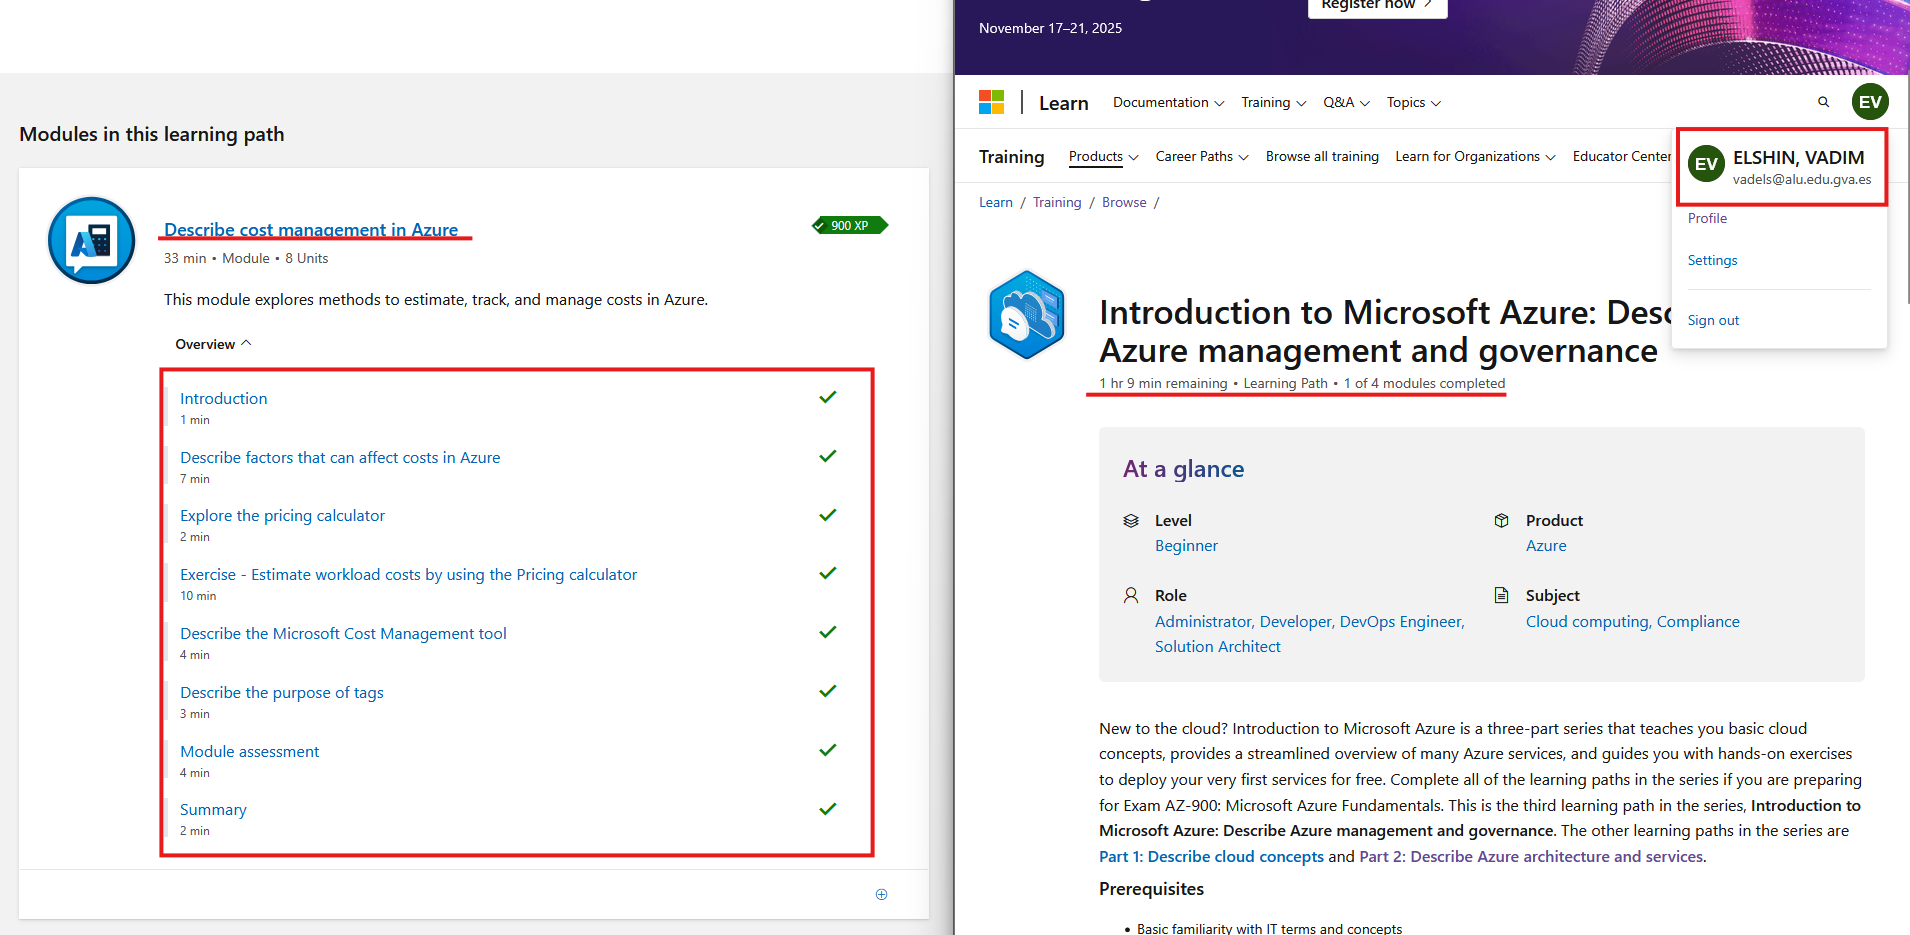 Modules in this learning path
Describe cost management in Azure
900 XP
33 min • Module • 8 Units
This module explores methods to estimate, track, and manage costs in Azure.
Overview
Introduction
1 min
Describe factors that can affect costs in Azure
7 min
Explore the pricing calculator
2 min
Exercise - Estimate workload costs by using the Pricing calculator
10 min
Describe the Microsoft Cost Management tool
4 min
Describe the purpose of tags
3 min
Module assessment
4 min
Summary
2 min
Register now
November 17–21, 2025
Learn Documentation Training Q&A Topics EV
Training Products Career Paths Browse all training Learn for Organizations Educator Center
EV ELSHIN, VADIM
vadels@alu.edu.gva.es
Profile
Settings
Sign out
Learn / Training / Browse /
Introduction to Microsoft Azure:
Azure management and governance
1 hr 9 min remaining • Learning Path • 1 of 4 modules completed
At a glance
Level
Beginner
Product
Azure
Role
Administrator, Developer, DevOps Engineer,
Solution Architect
Subject
Cloud computing, Compliance
New to the cloud? Introduction to Microsoft Azure is a three-part series that teaches you basic cloud
concepts, provides a streamlined overview of many Azure services, and guides you with hands-on exercises
to deploy your very first services for free. Complete all of the learning paths in the series if you are preparing
for Exam AZ-900: Microsoft Azure Fundamentals. This is the third learning path in the series, Introduction to
Microsoft Azure: Describe Azure management and governance. The other learning paths in the series are
Part 1: Describe cloud concepts and Part 2: Describe Azure architecture and services.
Prerequisites
• Basic familiarity with IT terms and concepts